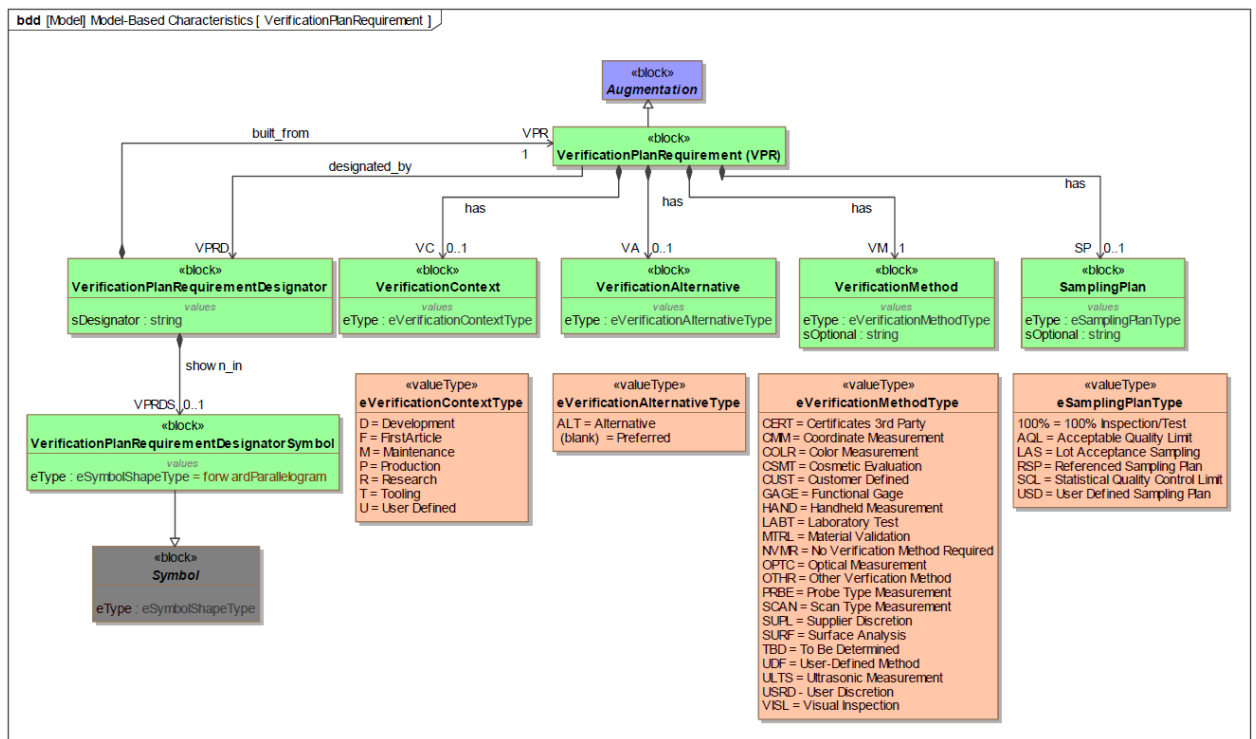 bdd [Model] Model-Based Characteristics [ VerificationPlanRequirement ]
«block»
Augmentation
built_from
VPR
1
«block»
VerificationPlanRequirement (VPR)
designated_by
has
has
has
has
VPRD
VC 0..1
VA 0..1
VM 1
SP 0..1
«block»
VerificationPlanRequirementDesignator
values
sDesignator : string
«block»
VerificationContext
values
eType : eVerificationContextType
«block»
VerificationAlternative
values
eType : eVerificationAlternativeType
«block»
VerificationMethod
values
eType : eVerificationMethodType
sOptional : string
«block»
SamplingPlan
values
eType : eSamplingPlanType
sOptional : string
shown_in
VPRDS 0..1
«block»
VerificationPlanRequirementDesignatorSymbol
values
eType : eSymbolShapeType = forwardParallelogram
«block»
Symbol
eType : eSymbolShapeType
«valueType»
eVerificationContextType
D = Development
F = FirstArticle
M = Maintenance
P = Production
R = Research
T = Tooling
U = User Defined
«valueType»
eVerificationAlternativeType
ALT = Alternative
(blank) = Preferred
«valueType»
eVerificationMethodType
CERT = Certificates 3rd Party
CMM = Coordinate Measurement
COLR = Color Measurement
CSMT = Cosmetic Evaluation
CUST = Customer Defined
GAGE = Functional Gage
HAND = Handheld Measurement
LABT = Laboratory Test
MTRL = Material Validation
NVMR = No Verification Method Required
OPTC = Optical Measurement
OTHR = Other Verfication Method
PRBE = Probe Type Measurement
SCAN = Scan Type Measurement
SUPL = Supplier Discretion
SURF = Surface Analysis
TBD = To Be Determined
UDF = User-Defined Method
ULTS = Ultrasonic Measurement
USRD - User Discretion
VISL = Visual Inspection
«valueType»
eSamplingPlanType
100% = 100% Inspection/Test
AQL = Acceptable Quality Limit
LAS = Lot Acceptance Sampling
RSP = Referenced Sampling Plan
SCL = Statistical Quality Control Limit
USD = User Defined Sampling Plan